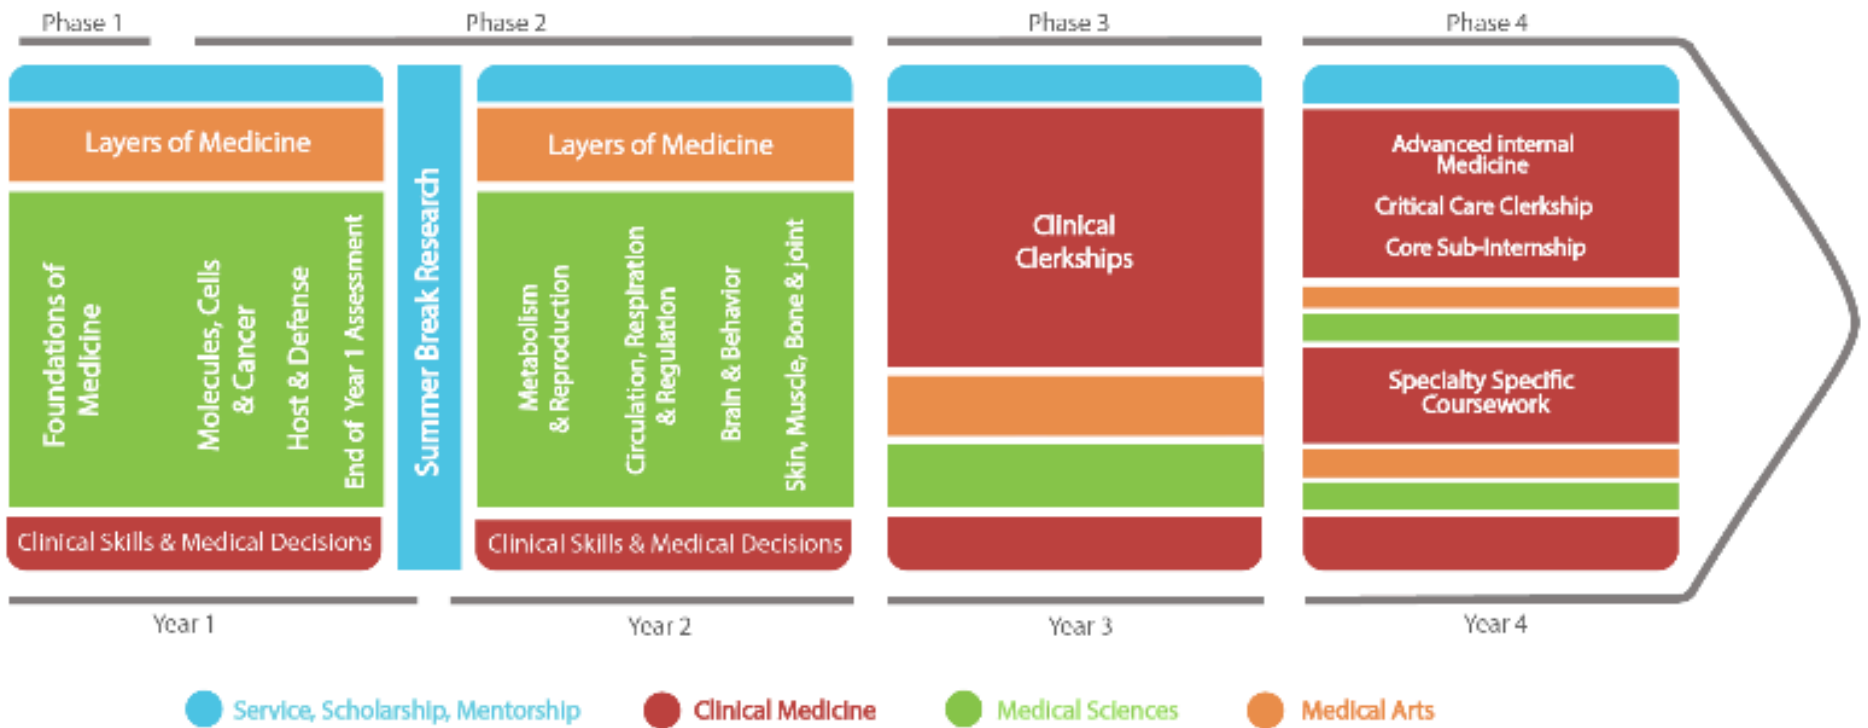 Phase 1
Phase 2
Phase 3
Phase 4
Layers of Medicine
Foundations of
Medicine
Molecules, Cells
& Cancer
Host & Defense
End of Year 1 Assessment
Clinical Skills & Medical Decisions
Summer Break Research
Layers of Medicine
Metabolism
& Reproduction
Circulation, Respiration
& Regulation
Brain & Behavior
Skin, Muscle, Bone & joint
Clinical Skills & Medical Decisions
Clinical
Clerkships
Advanced internal
Medicine
Critical Care Clerkship
Core Sub-Internship
Specialty Specific
Coursework
Year 1
Year 2
Year 3
Year 4
Service, Scholarship, Mentorship
Clinical Medicine
Medical Sciences
Medical Arts